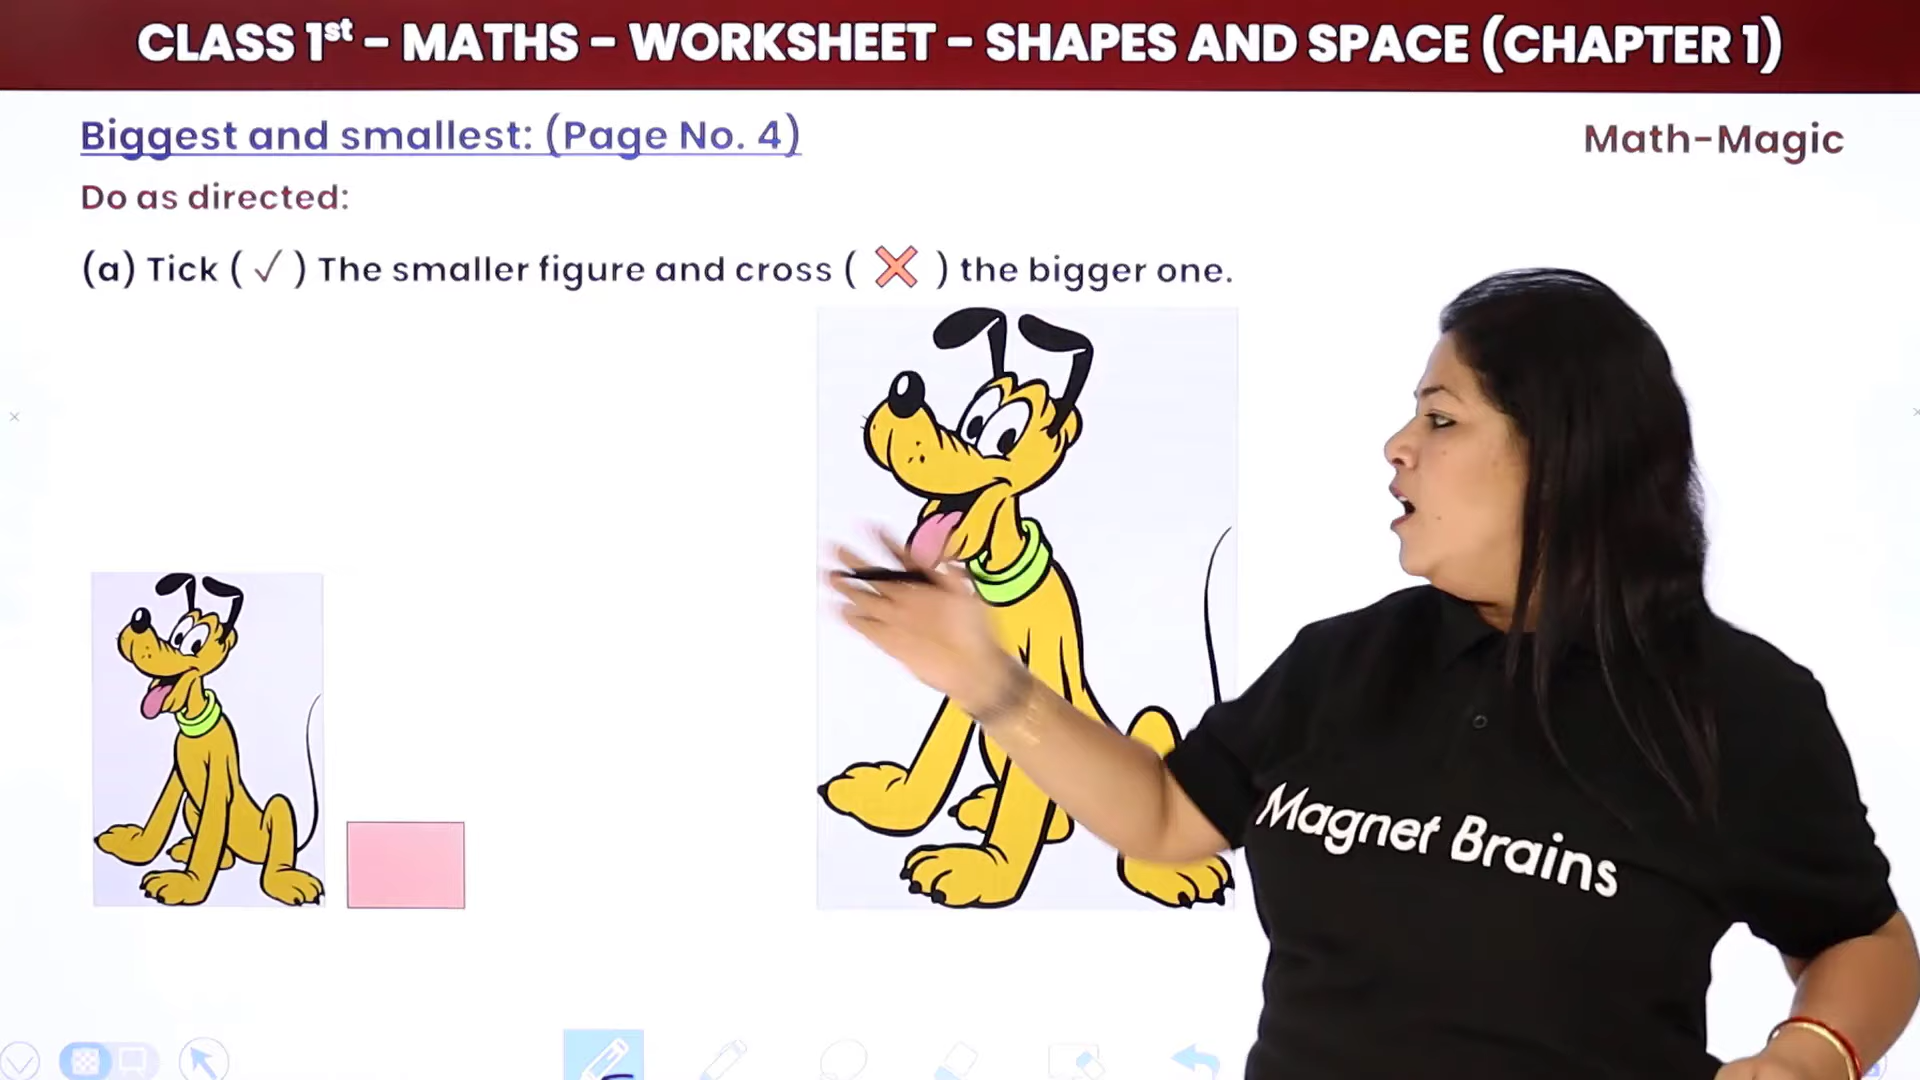 CLASS 1st - MATHS - WORKSHEET - SHAPES AND SPACE (CHAPTER 1)
Biggest and smallest: (Page No. 4)
Math-Magic
Do as directed:
(a) Tick ( ✓ ) The smaller figure and cross ( ❌ ) the bigger one.
Magnet Brains